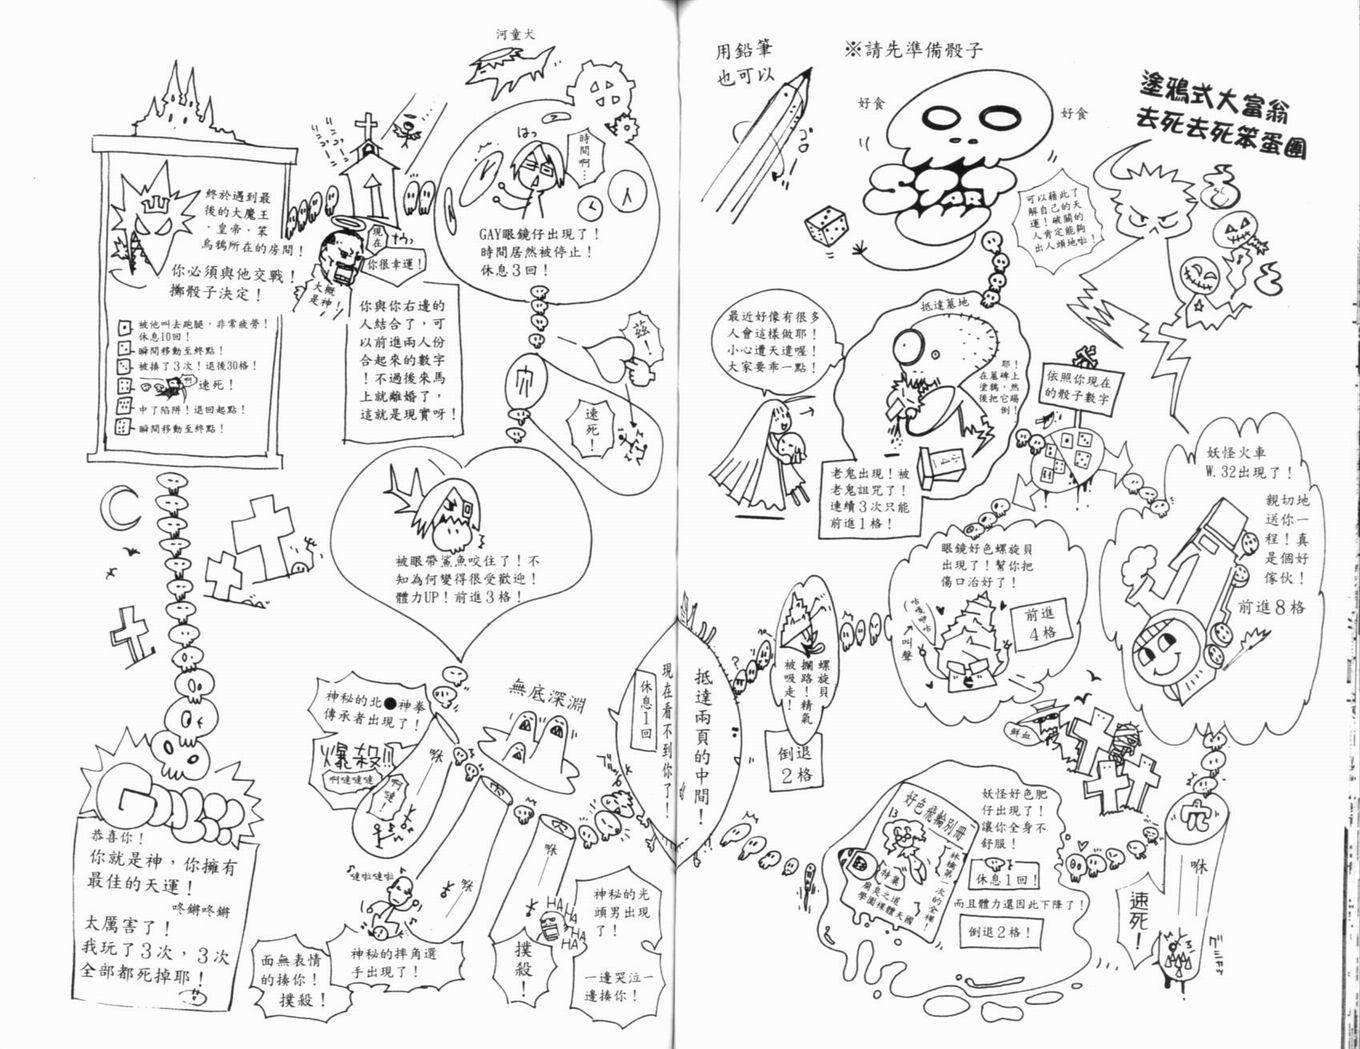 塗鴉式大富翁
去死去死笨蛋團
※請先準備骰子
用鉛筆
也可以
好食
好食
START
可以藉此了
解自己的天
運！破關的
人肯定能夠
出人頭地啦！
抵達墓地
耶！
在墓碑上
塗鴉，然
後把它踢
倒！
最近好像有很多
人會這樣做耶！
小心遭天遣喔！
大家要乖一點！
老鬼出現！被
老鬼詛咒了！
連續3次只能
前進1格！
依照你現在
的骰子數字
妖怪火車
W.32出現了！
親切地
送你一
程！真
是個好
傢伙！
前進8格
眼鏡好色螺旋貝
出現了！幫你把
傷口治好了！
前進
4格
叫聲
螺旋貝
攔路！精氣
被吸走！
倒退
2格
鮮血
穴
咻
速死！
妖怪好色肥
仔出現了！
讓你全身不
舒服！
休息1回！
而且體力還因此下降了！
倒退2格！
好色飛輪別冊
13
特集
學園裸體天國
抵達兩頁的中間！
現在看不到你了！
休息1回
神秘的光
頭男出現
了！
一邊哭泣一
邊揍你！
HA
HA
HA
HA
穴
咻
撲殺！
無底深淵
穴
咻
啦啦啦啦
神秘的摔角選
手出現了！
面無表情
的揍你！
撲殺！
咻
神秘的北●神拳
傳承者出現了！
爆殺!!
啊噠噠噠
啊噠！
被眼帶鯊魚咬住了！不
知為何變得很受歡迎！
體力UP！前進3格！
速死！
茲！
河童犬
はっ
時間啊…
GAY眼鏡仔出現了！
時間居然被停止！
休息3回！
現在
你很幸運！
大概
是神！
你與你右邊的
人結合了，可
以前進兩人份
合起來的數字
！不過後來馬
上就離婚了，
這就是現實呀！
終於遇到最
後的大魔王
．皇帝．笨
烏鴉所在的房間！
你必須與他交戰！
擲骰子決定！
被他叫去跑腿，非常疲勞！
休息10回！
瞬間移動至終點！
被揍了3次！退後30格！
啊
速死！
中了陷阱！退回起點！
瞬間移動至終點！
GOAL
恭喜你！
你就是神，你擁有
最佳的天運！
咚鏘咚鏘
太厲害了！
我玩了3次，3次
全部都死掉耶！